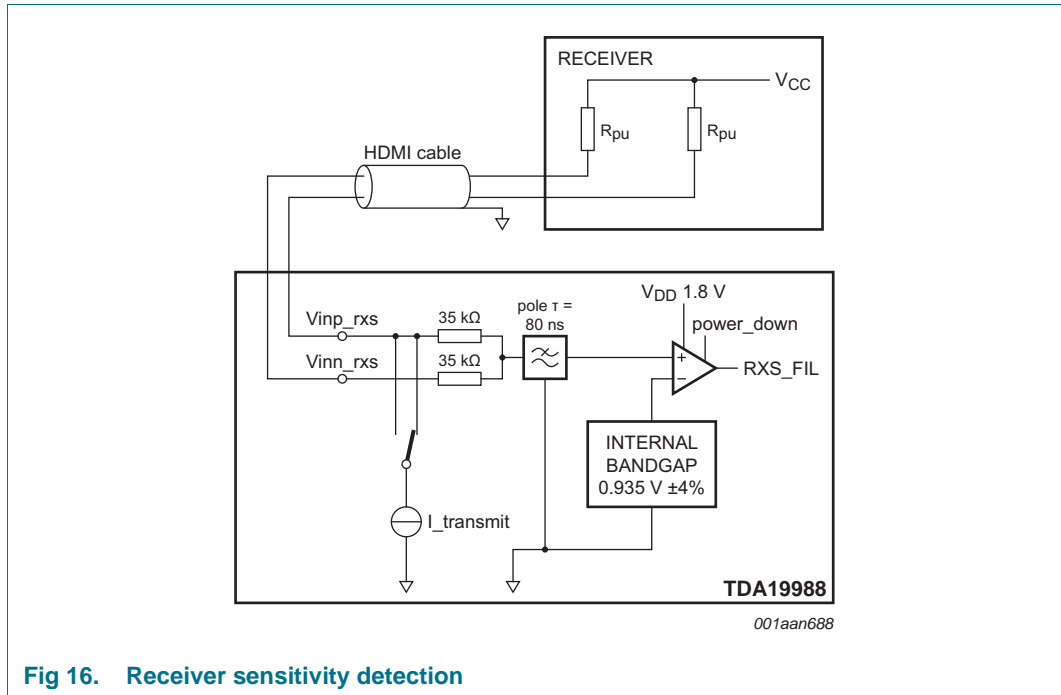 RECEIVER
VCC
Rpu
Rpu
HDMI cable
VDD 1.8 V
pole τ =
80 ns
power_down
Vinp_rxs
35 kΩ
Vinn_rxs
35 kΩ
+
−
RXS_FIL
INTERNAL
BANDGAP
0.935 V ±4%
I_transmit
TDA19988
001aan688
Fig 16. Receiver sensitivity detection